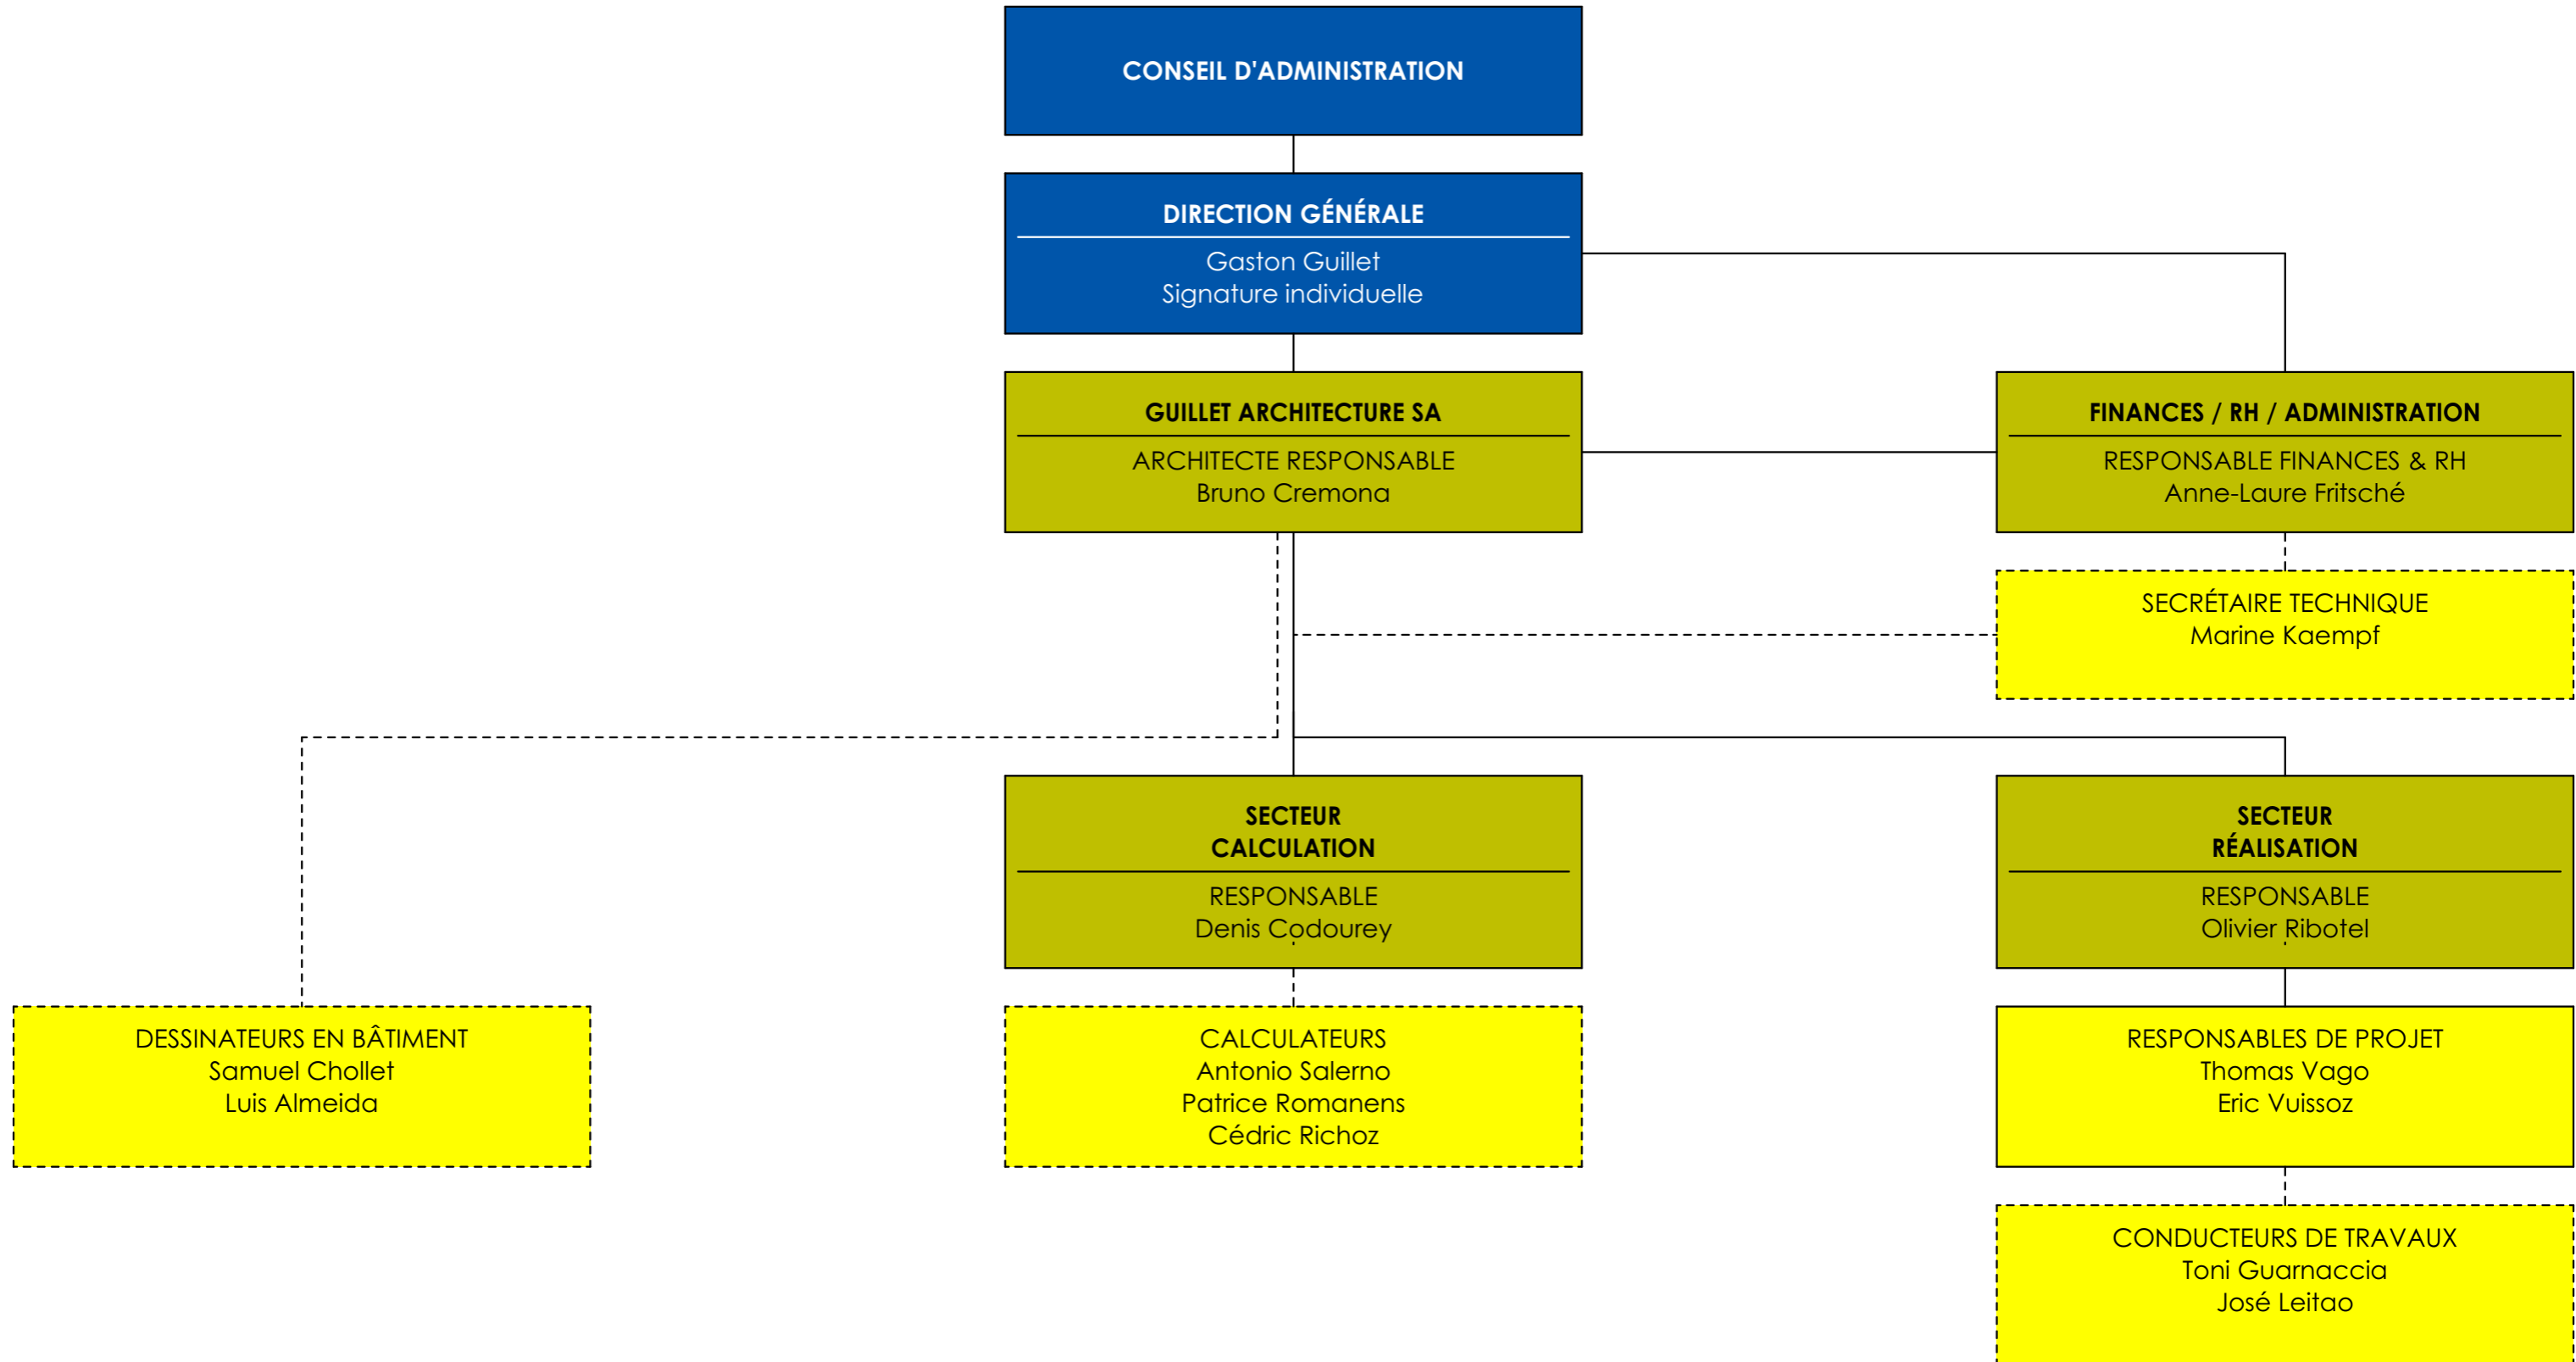 CONSEIL D'ADMINISTRATION
DIRECTION GÉNÉRALE
Gaston Guillet
Signature individuelle
GUILLET ARCHITECTURE SA
ARCHITECTE RESPONSABLE
Bruno Cremona
FINANCES / RH / ADMINISTRATION
RESPONSABLE FINANCES & RH
Anne-Laure Fritsché
SECRÉTAIRE TECHNIQUE
Marine Kaempf
SECTEUR
CALCULATION
RESPONSABLE
Denis Codourey
SECTEUR
RÉALISATION
RESPONSABLE
Olivier Ribotel
DESSINATEURS EN BÂTIMENT
Samuel Chollet
Luis Almeida
CALCULATEURS
Antonio Salerno
Patrice Romanens
Cédric Richoz
RESPONSABLES DE PROJET
Thomas Vago
Eric Vuissoz
CONDUCTEURS DE TRAVAUX
Toni Guarnaccia
José Leitao